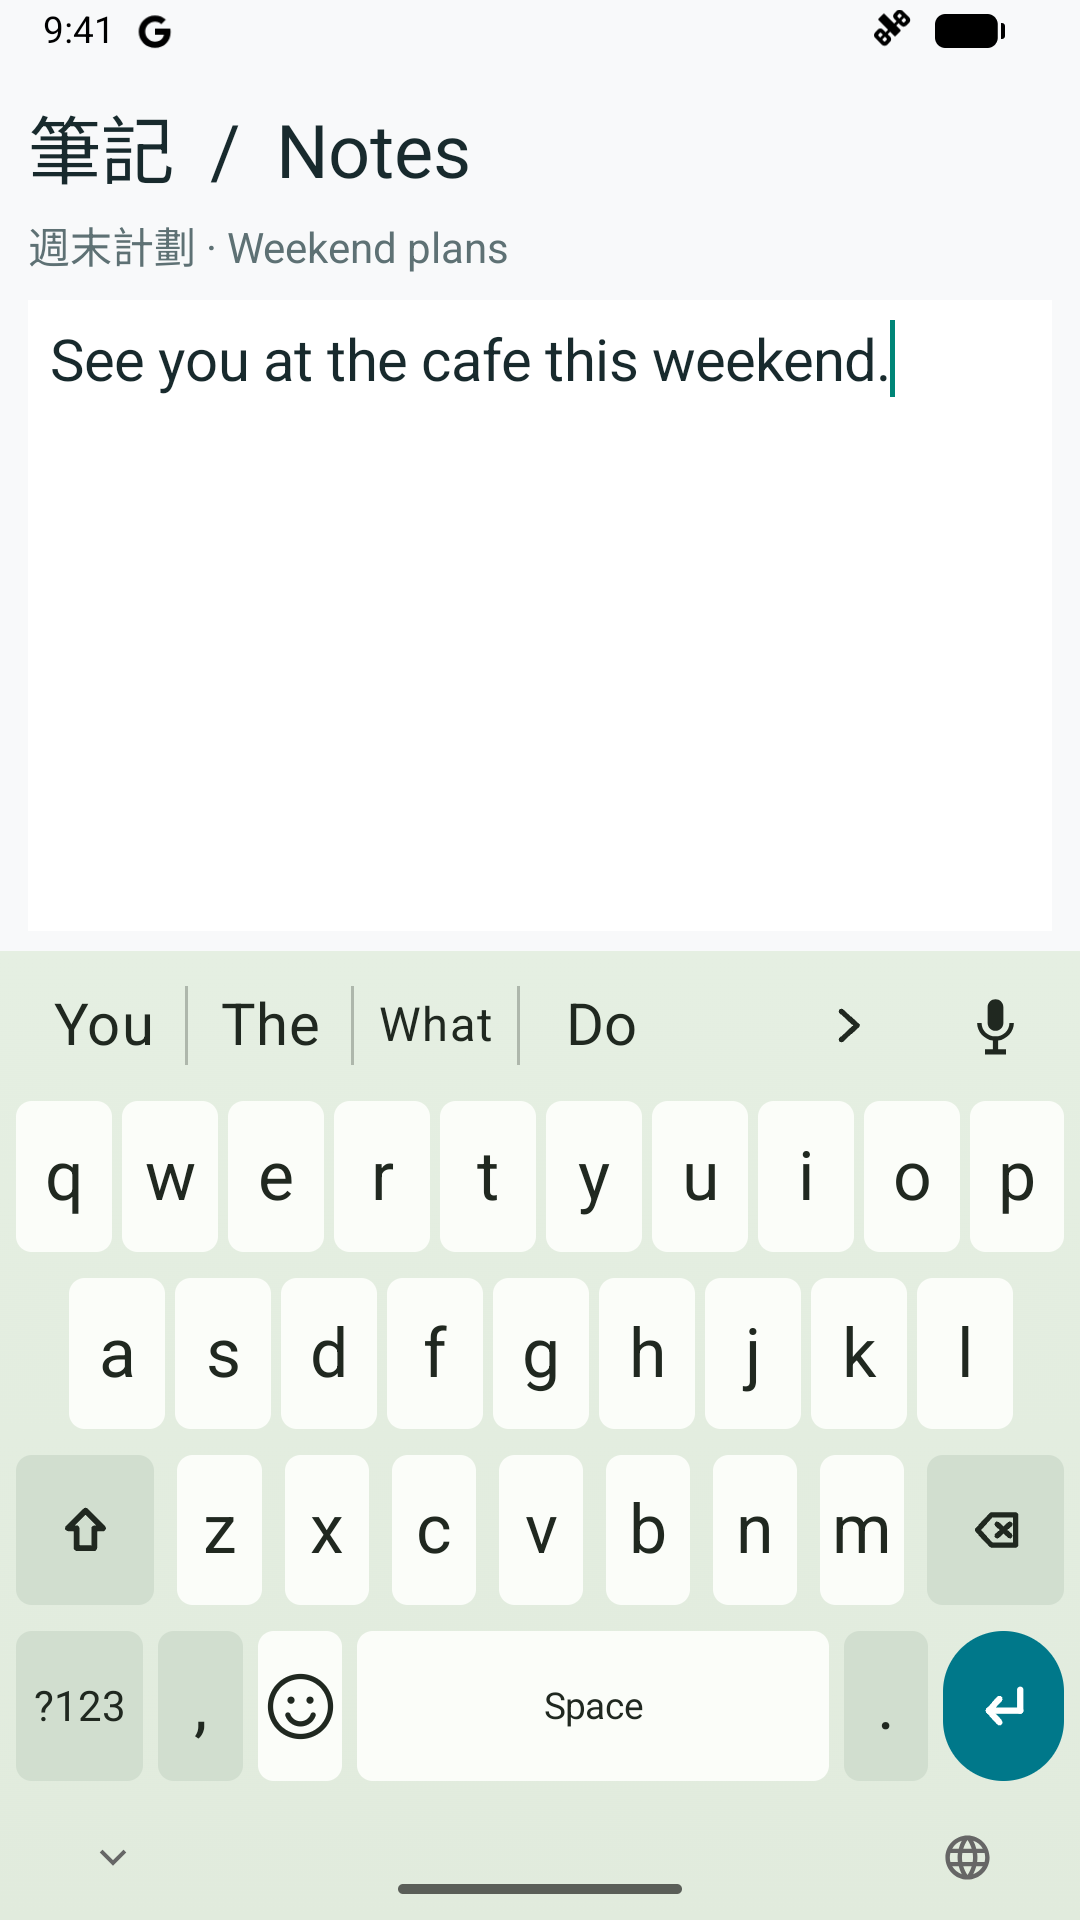 9:41
筆記 / Notes
週末計劃 · Weekend plans
See you at the cafe this weekend.
You The What Do
q w e r t y u i o p
a s d f g h j k l
z x c v b n m
?123 , Space .